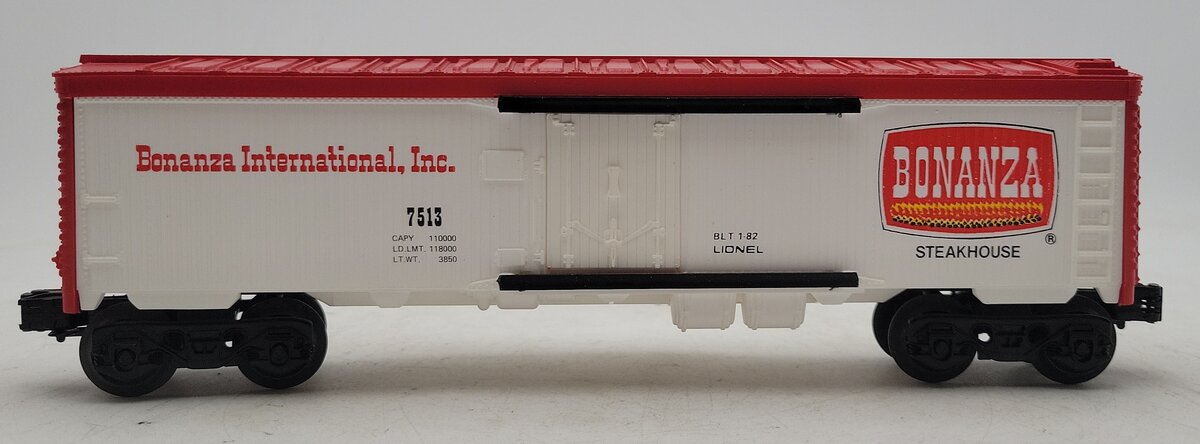 Bonanza International, Inc.
7513
CAPY 110000
LD.LMT. 118000
LT.WT. 3850
BLT 1-82
LIONEL
BONANZA
STEAKHOUSE ®